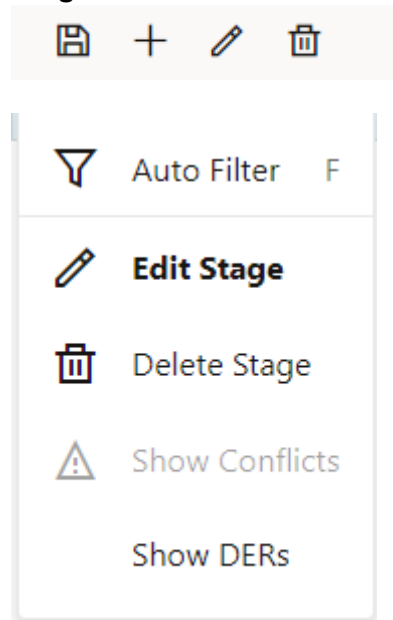 Auto Filter F
Edit Stage
Delete Stage
Show Conflicts
Show DERs